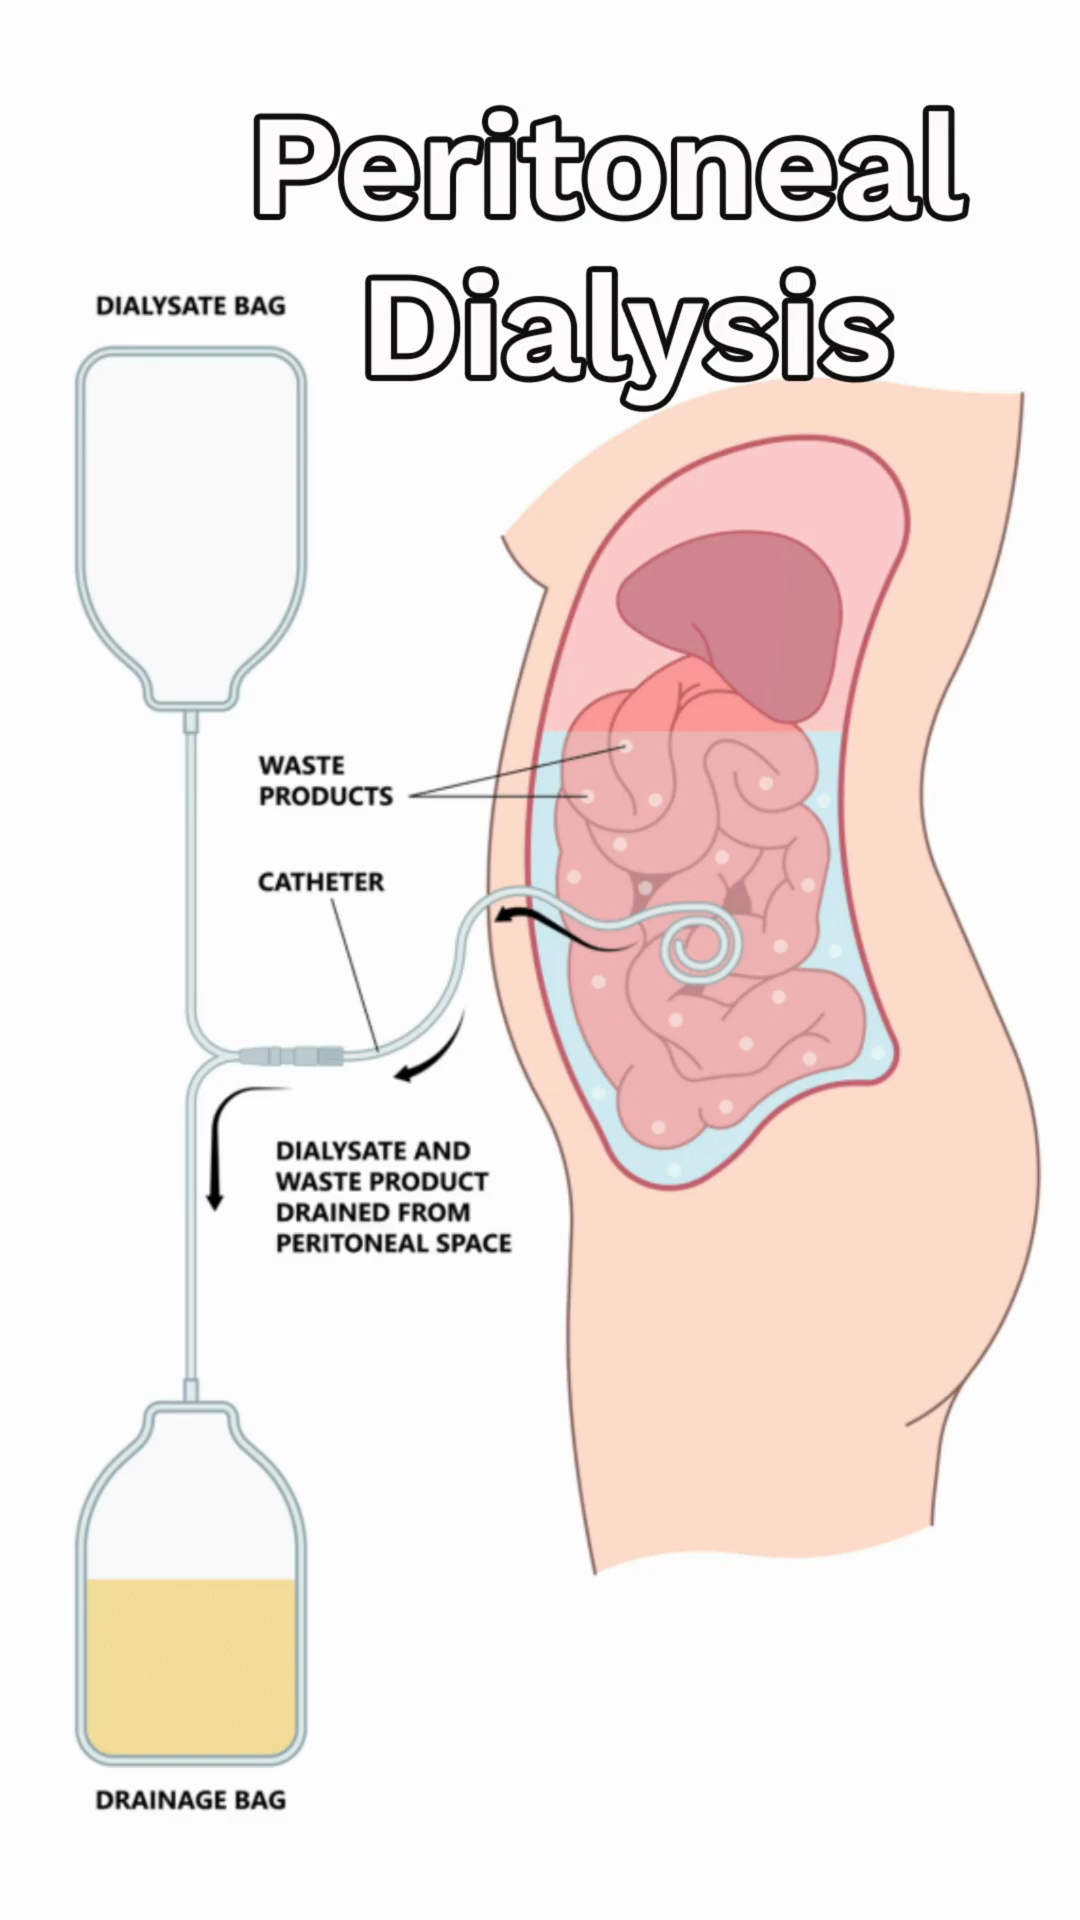 Peritoneal
Dialysis
DIALYSATE BAG
WASTE
PRODUCTS
CATHETER
DIALYSATE AND
WASTE PRODUCT
DRAINED FROM
PERITONEAL SPACE
DRAINAGE BAG